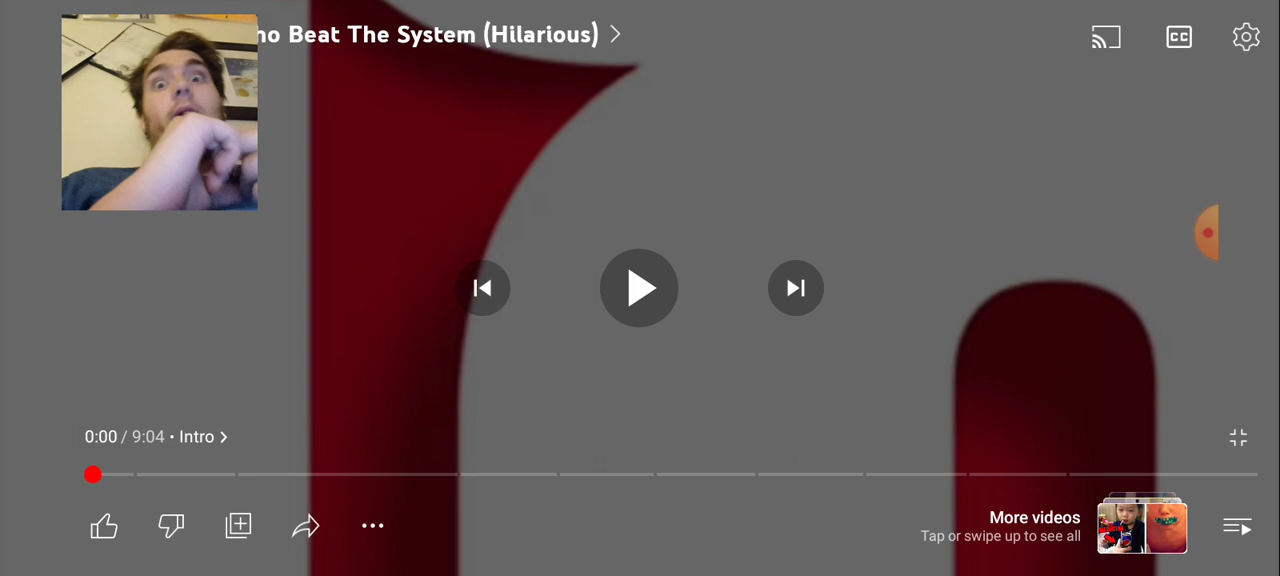 ho Beat The System (Hilarious)
CC
0:00 / 9:04 • Intro
More videos
Tap or swipe up to see all